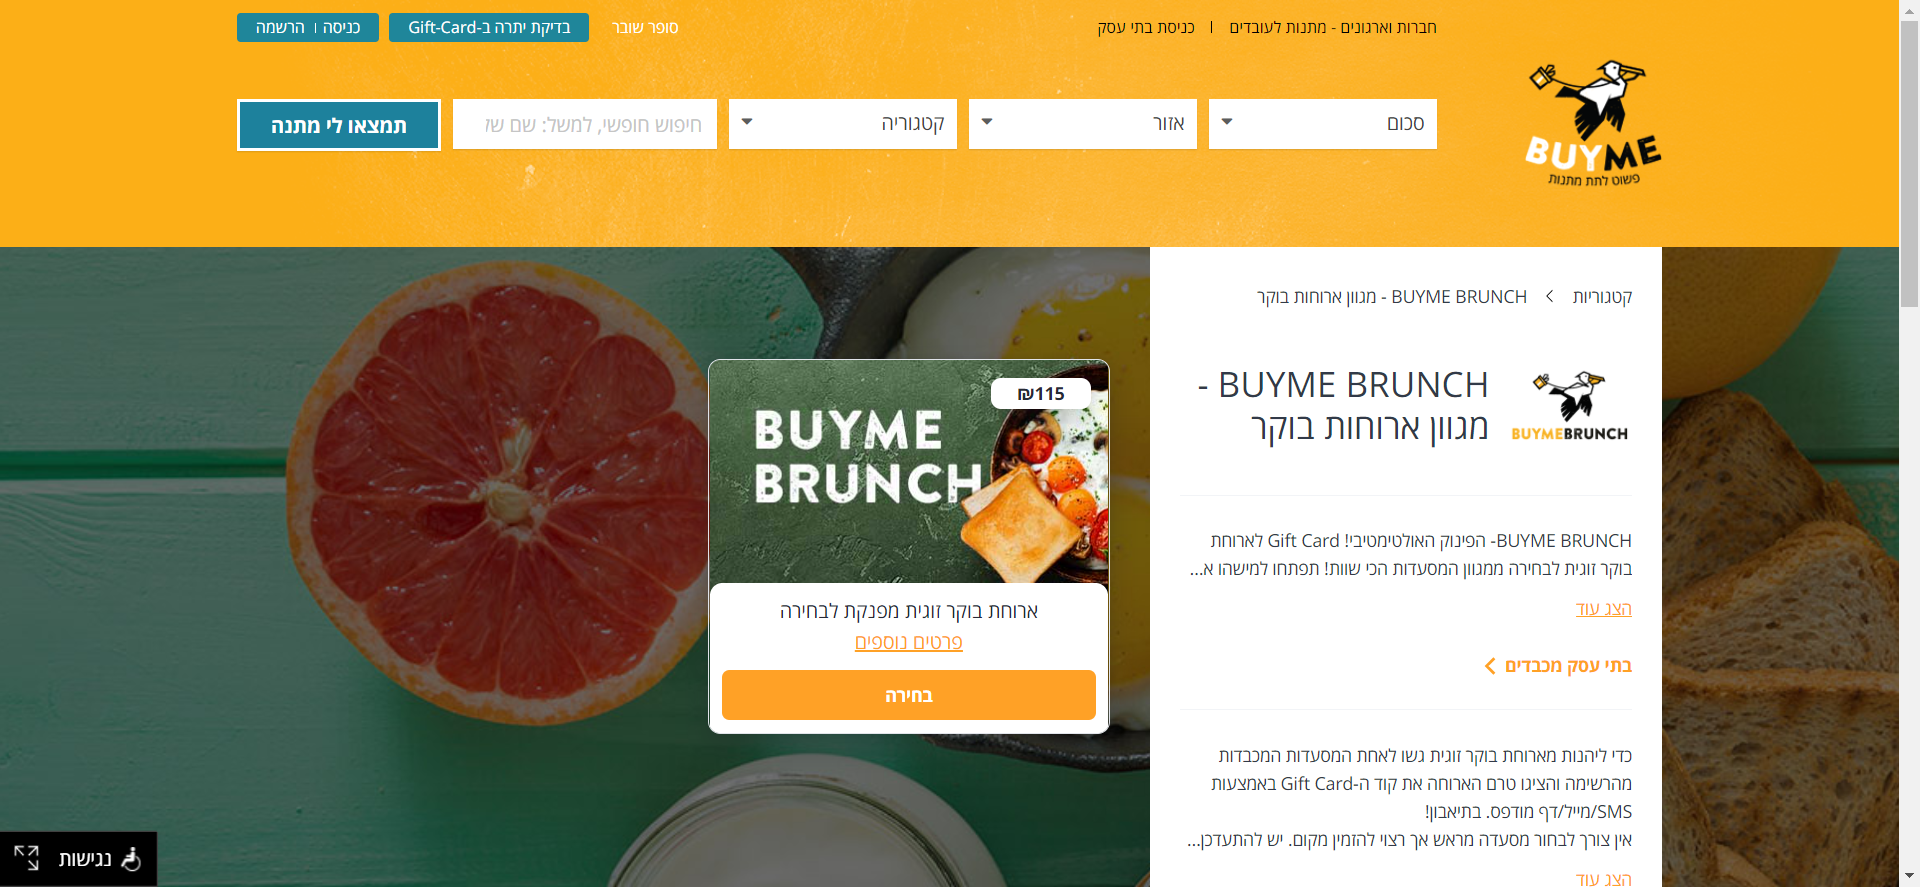 חברות וארגונים - מתנות לעובדים | כניסת בתי עסק
סופר שובר
בדיקת יתרה ב-Gift-Card
כניסה | הרשמה
BUYME
פשוט לתת מתנות
סכום
אזור
קטגוריה
חיפוש חופשי, למשל: שם של
תמצאו לי מתנה
קטגוריות > BUYME BRUNCH - מגוון ארוחות בוקר
BUYMEBRUNCH
BUYME BRUNCH -
מגוון ארוחות בוקר
BUYME BRUNCH- הפינוק האולטימטיבי! Gift Card לארוחת
בוקר זוגית לבחירה ממגוון המסעדות הכי שוות! תפתחו למישהו א...
הצג עוד
בתי עסק מכבדים
כדי ליהנות מארוחת בוקר זוגית גשו לאחת המסעדות המכבדות
מהרשימה והציגו טרם הארוחה את קוד ה-Gift Card באמצעות
SMS/מייל/דף מודפס. בתיאבון!
אין צורך לבחור מסעדה מראש אך רצוי להזמין מקום. יש להתעדכן...
הצג עוד
₪115
BUYME
BRUNCH
ארוחת בוקר זוגית מפנקת לבחירה
פרטים נוספים
בחירה
נגישות